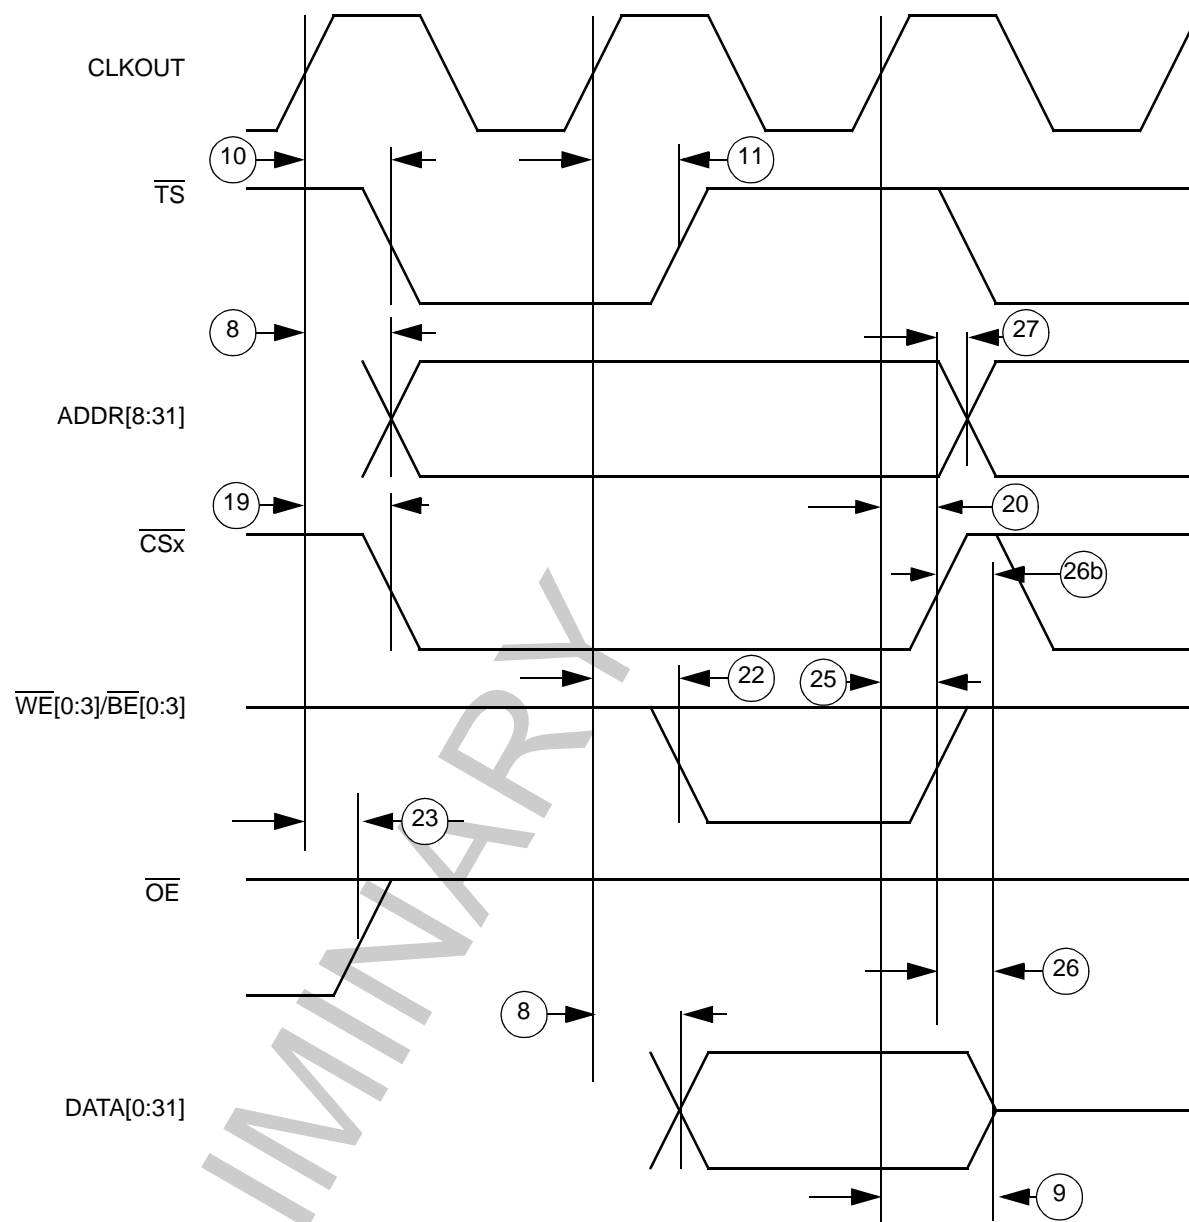 CLKOUT
10
11
TS
8
27
ADDR[8:31]
19
20
CSx
26b
22
25
WE[0:3]/BE[0:3]
23
OE
26
8
DATA[0:31]
9
IMINARY